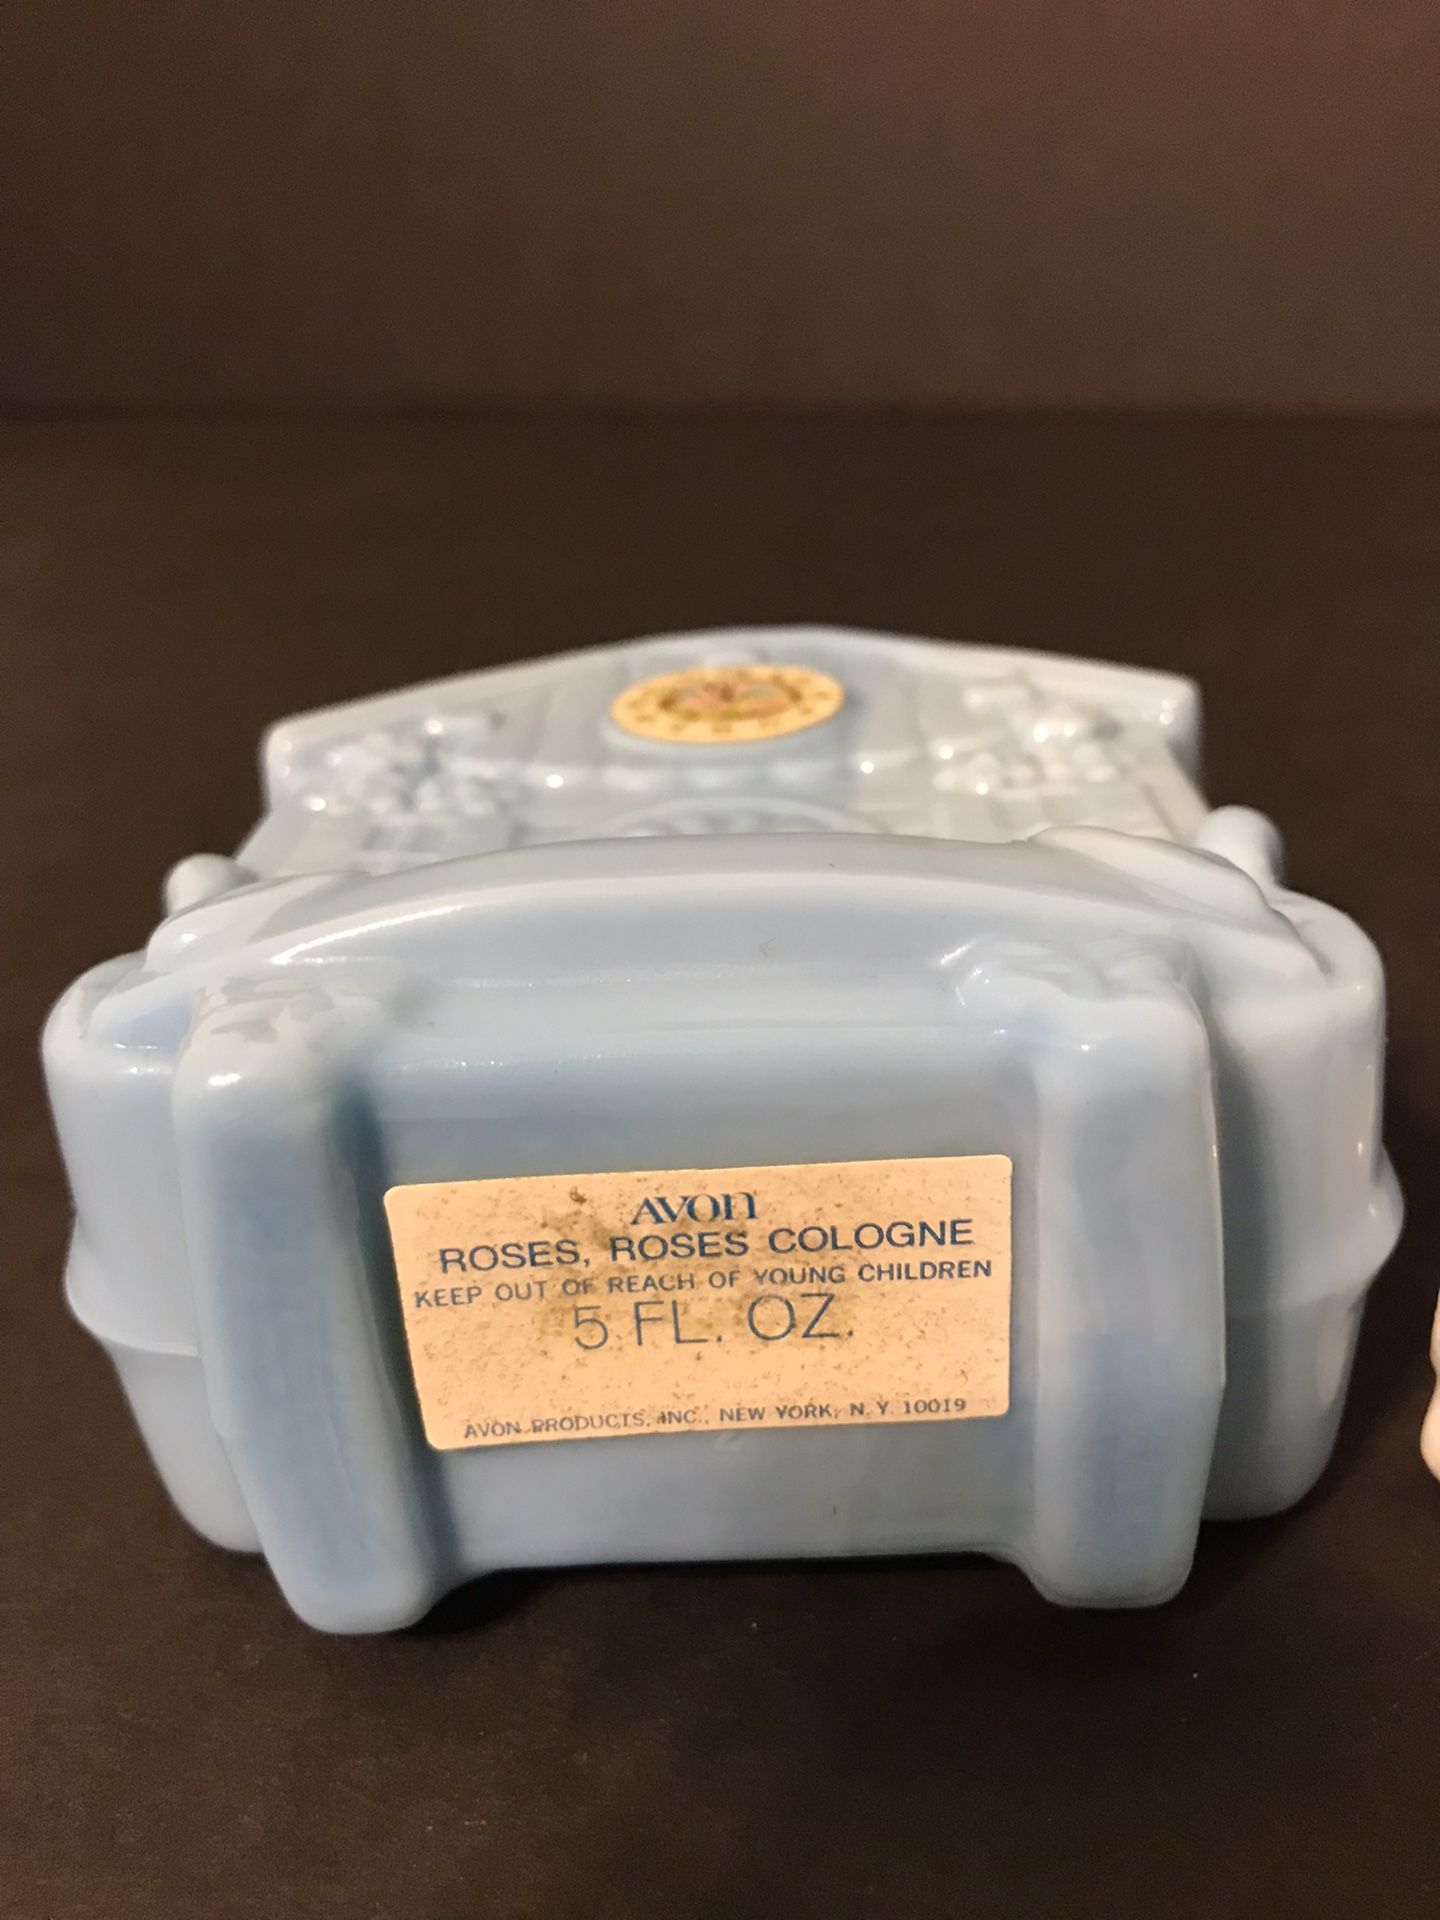 AVON
ROSES, ROSES COLOGNE
KEEP OUT OF REACH OF YOUNG CHILDREN
5 FL. OZ.
AVON PRODUCTS, INC., NEW YORK, N.Y. 10019